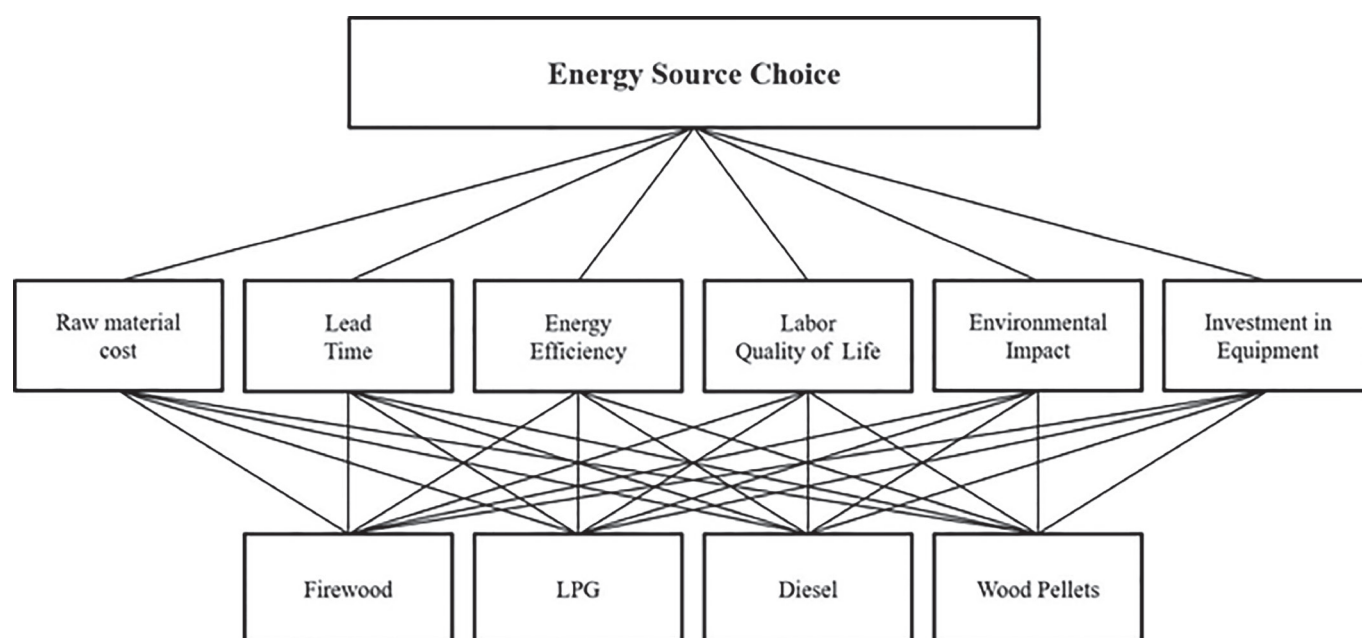 Energy Source Choice
Raw material
cost
Lead
Time
Energy
Efficiency
Labor
Quality of Life
Environmental
Impact
Investment in
Equipment
Firewood
LPG
Diesel
Wood Pellets